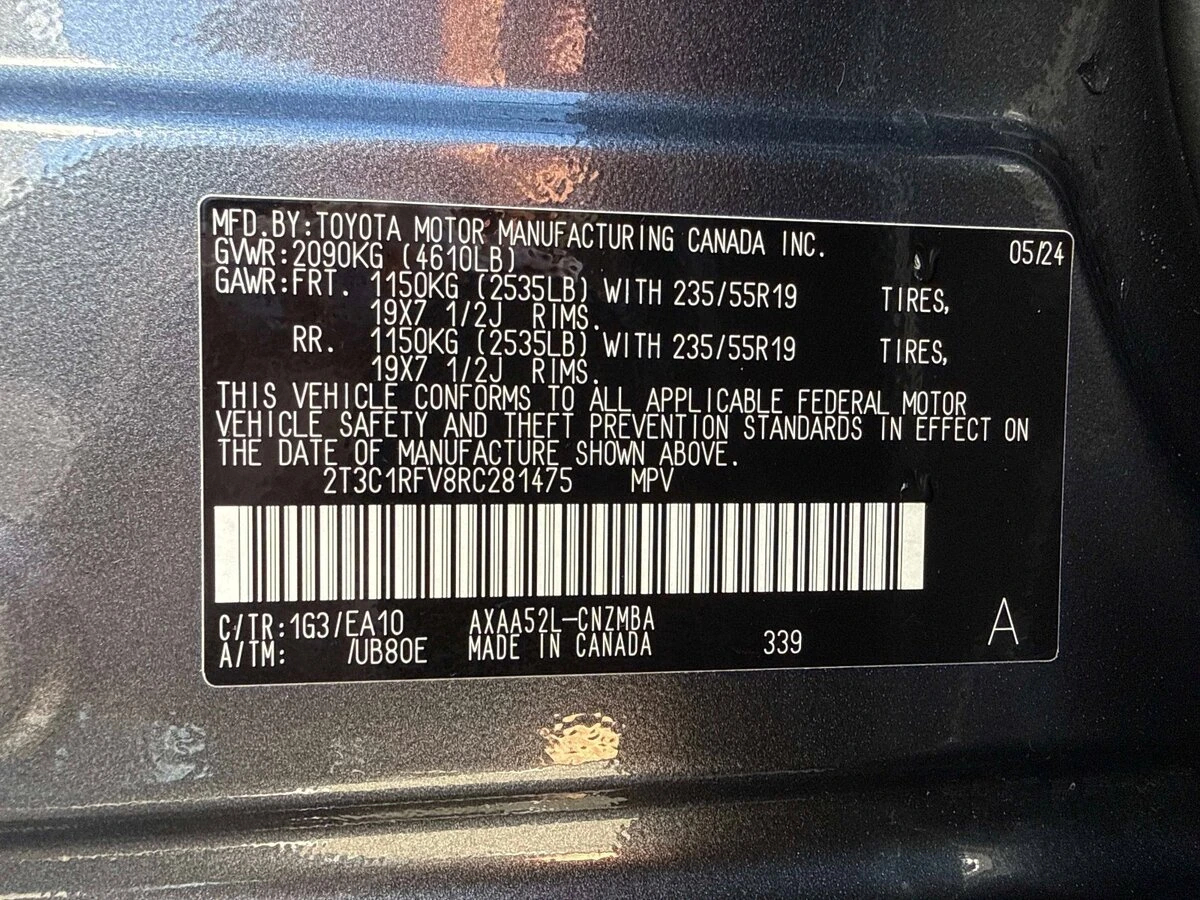 MFD.BY:TOYOTA MOTOR MANUFACTURING CANADA INC. 05/24
GVWR:2090KG (4610LB)
GAWR:FRT. 1150KG (2535LB) WITH 235/55R19 TIRES,
19X7 1/2J RIMS.
RR. 1150KG (2535LB) WITH 235/55R19 TIRES,
19X7 1/2J RIMS.
THIS VEHICLE CONFORMS TO ALL APPLICABLE FEDERAL MOTOR
VEHICLE SAFETY AND THEFT PREVENTION STANDARDS IN EFFECT ON
THE DATE OF MANUFACTURE SHOWN ABOVE.
2T3C1RFV8RC281475 MPV
C/TR:1G3/EA10 AXAA52L-CNZMBA
A/TM: /UB80E MADE IN CANADA 339 A